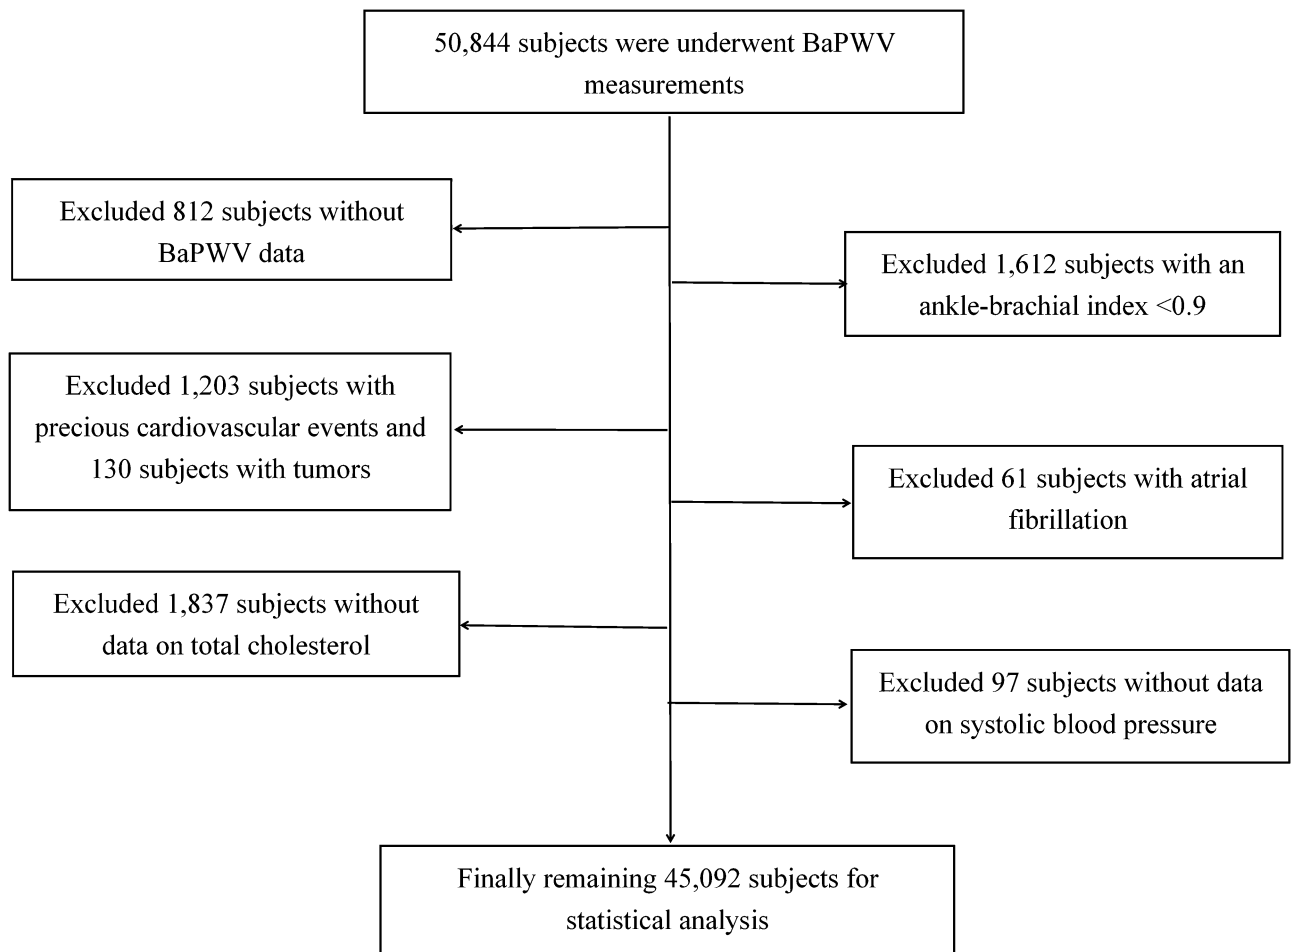 50,844 subjects were underwent BaPWV
measurements
Excluded 812 subjects without
BaPWV data
Excluded 1,612 subjects with an
ankle-brachial index <0.9
Excluded 1,203 subjects with
precious cardiovascular events and
130 subjects with tumors
Excluded 61 subjects with atrial
fibrillation
Excluded 1,837 subjects without
data on total cholesterol
Excluded 97 subjects without data
on systolic blood pressure
Finally remaining 45,092 subjects for
statistical analysis